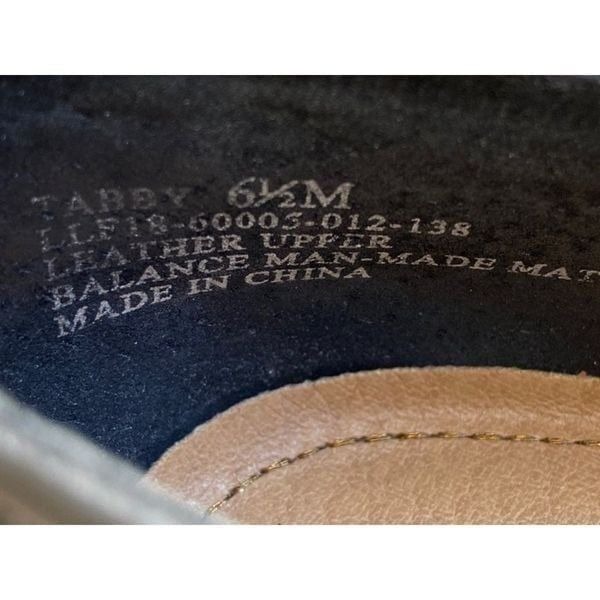 TABBY 6½M
LLF18-60003-012-138
LEATHER UPPER
BALANCE MAN-MADE MAT
MADE IN CHINA